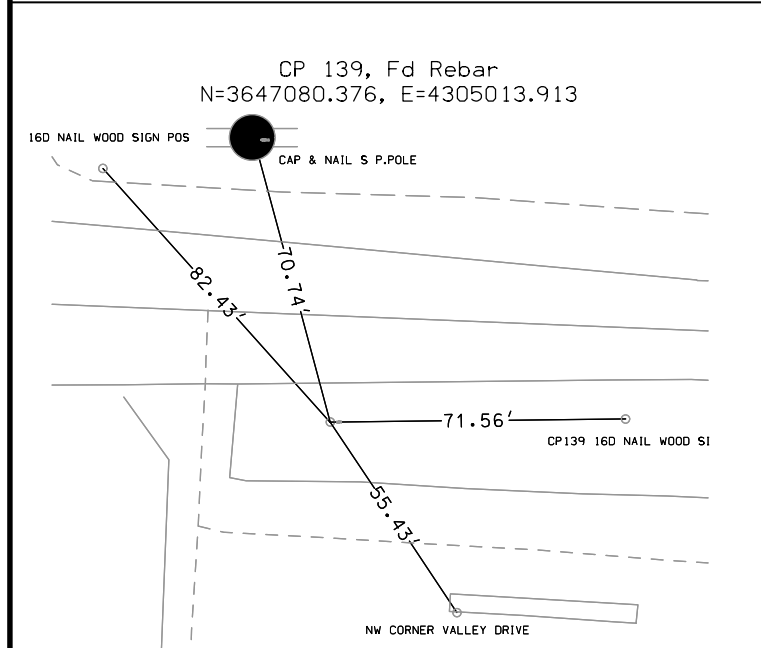 CP 139, Fd Rebar
N=3647080.376, E=4305013.913
16D NAIL WOOD SIGN POS
CAP & NAIL S P.POLE
82.43'
70.74'
71.56'
CP139 16D NAIL WOOD SI
55.43'
NW CORNER VALLEY DRIVE